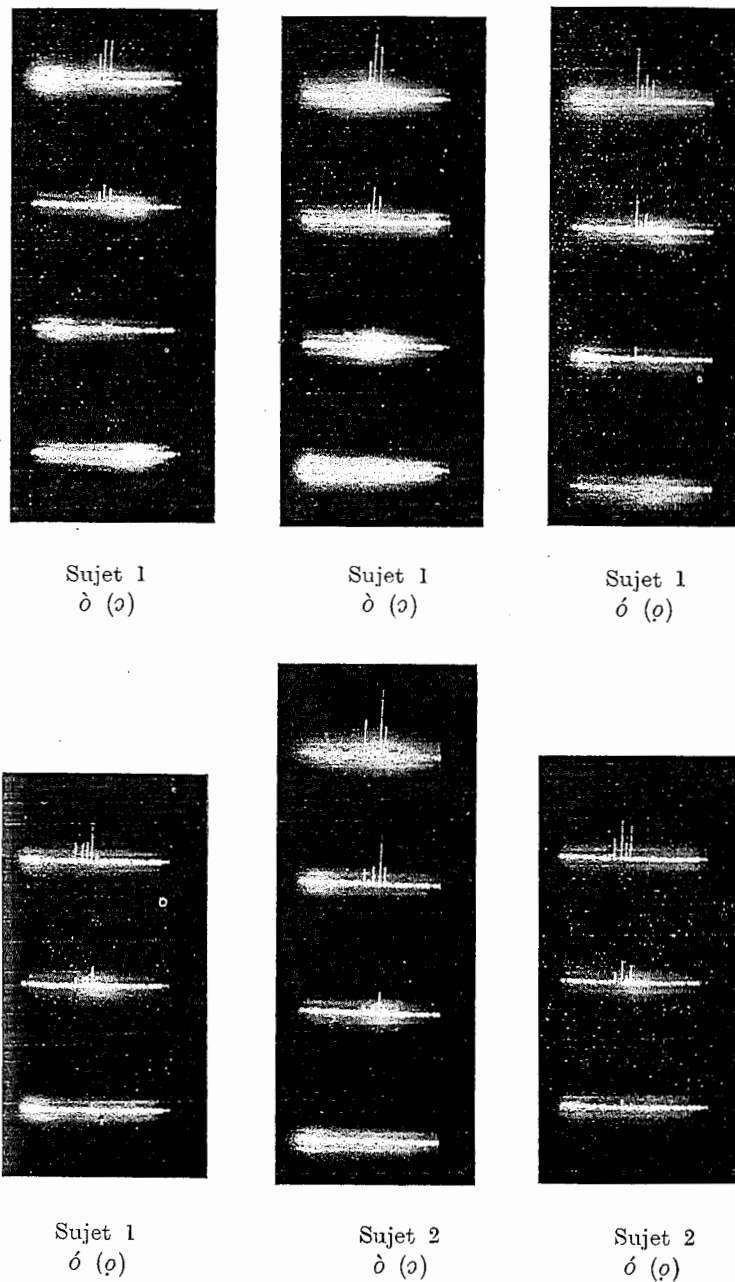 Sujet 1
ò (ɔ)
Sujet 1
ò (ɔ)
Sujet 1
ó (ọ)
Sujet 1
ó (ọ)
Sujet 2
ò (ɔ)
Sujet 2
ó (ọ)